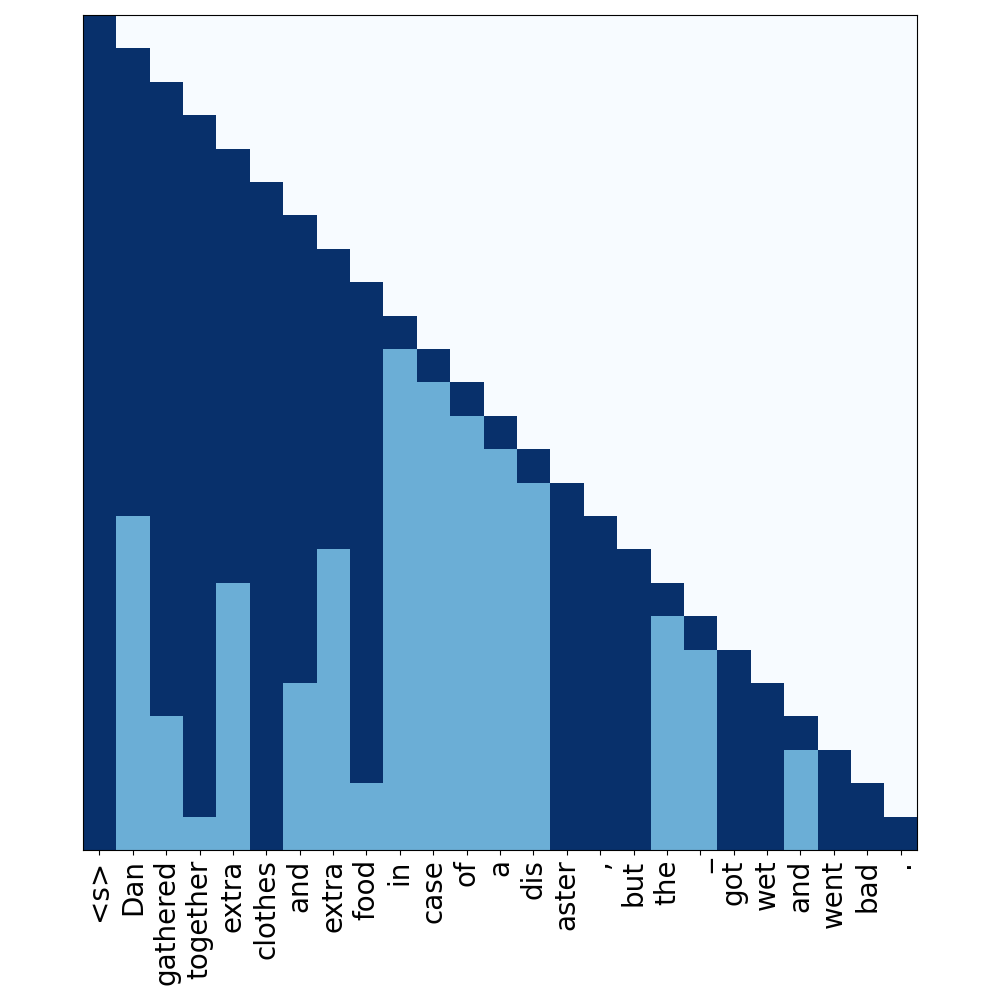 <s> Dan gathered together extra clothes and extra food in case of a dis aster , but the _ got wet and went bad .